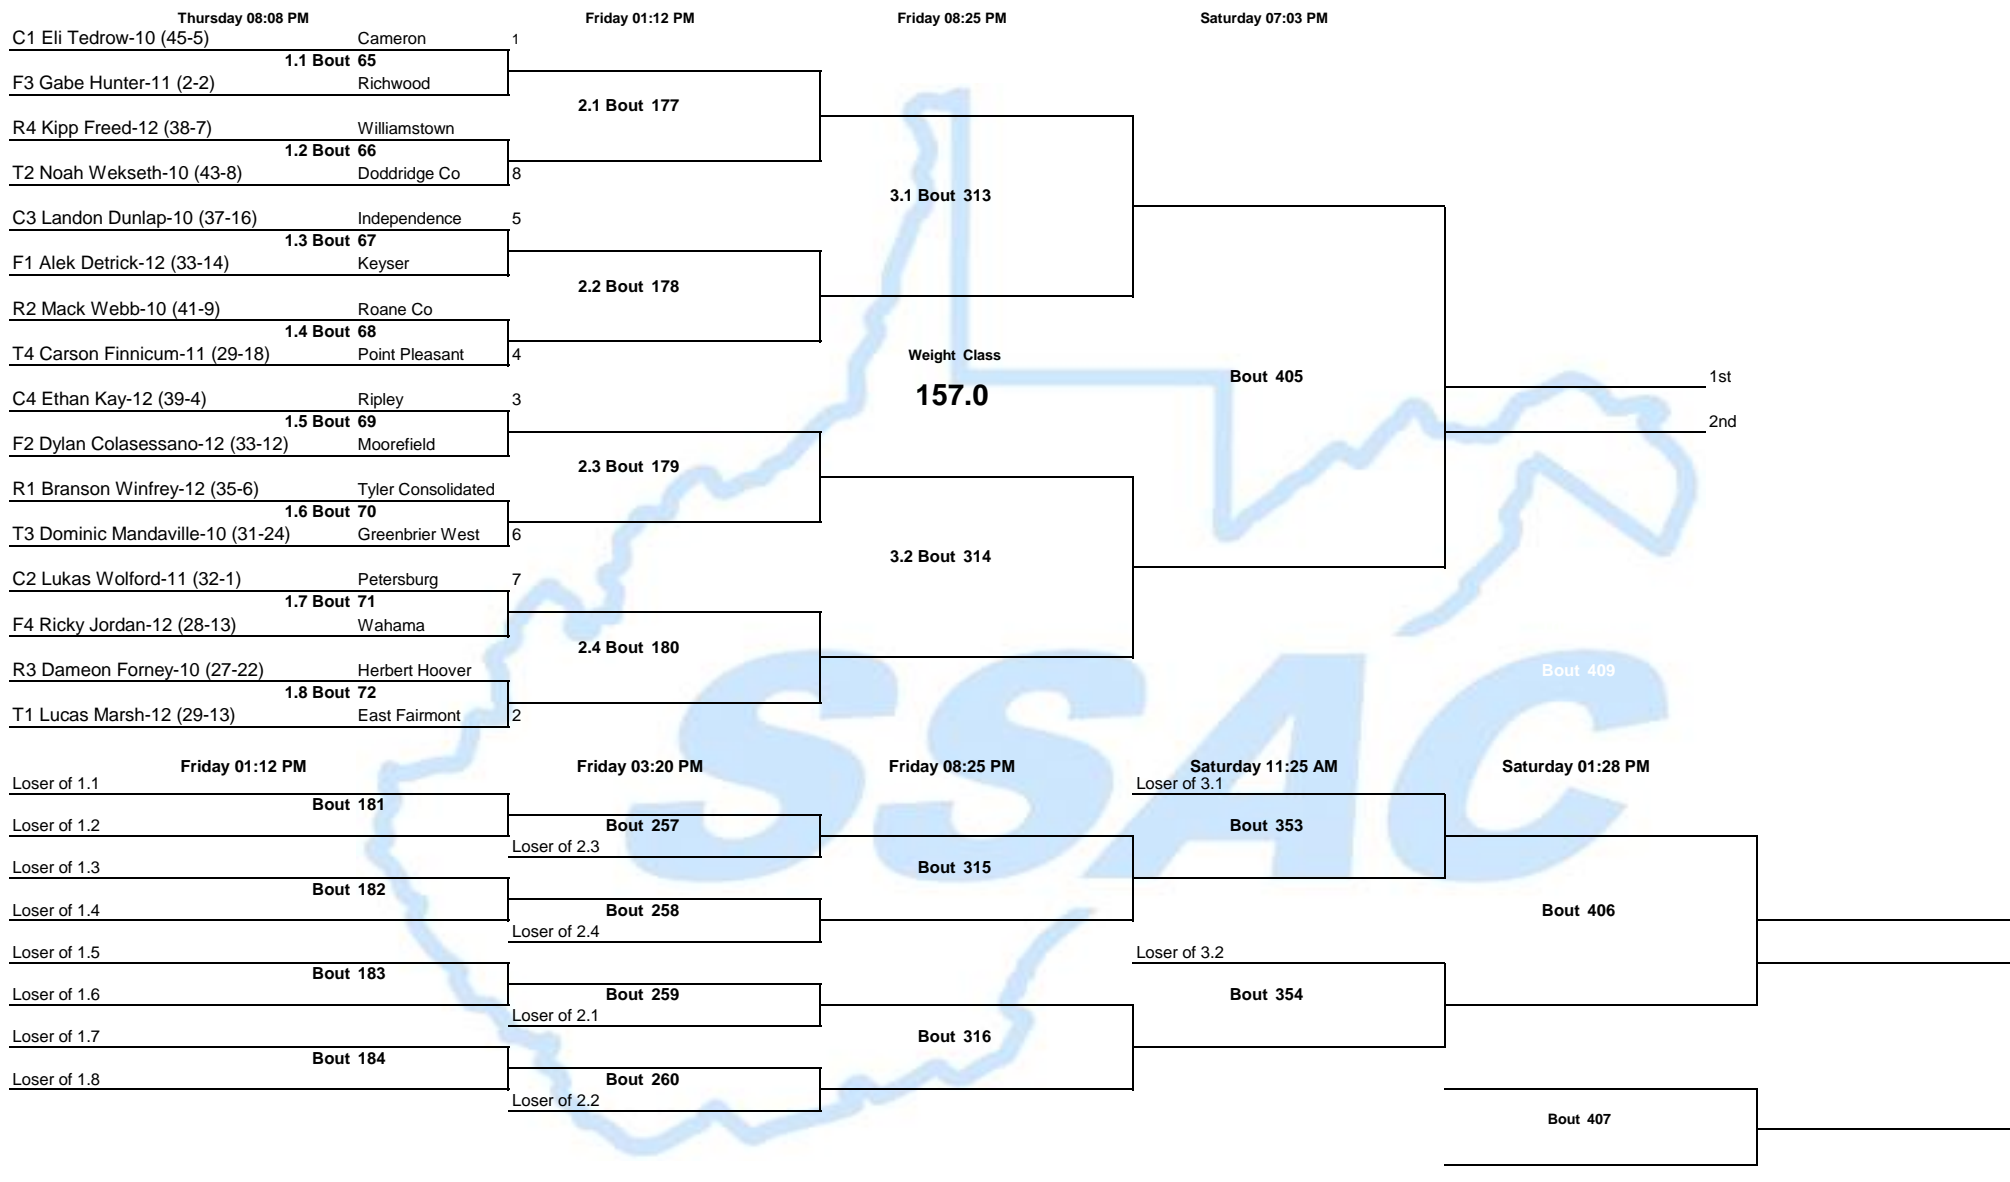 Thursday 08:08 PM Friday 01:12 PM Friday 08:25 PM Saturday 07:03 PM
C1 Eli Tedrow-10 (45-5) Cameron 1
1.1 Bout 65
F3 Gabe Hunter-11 (2-2) Richwood
2.1 Bout 177
R4 Kipp Freed-12 (38-7) Williamstown
1.2 Bout 66
T2 Noah Wekseth-10 (43-8) Doddridge Co 8
3.1 Bout 313
C3 Landon Dunlap-10 (37-16) Independence 5
1.3 Bout 67
F1 Alek Detrick-12 (33-14) Keyser
2.2 Bout 178
R2 Mack Webb-10 (41-9) Roane Co
1.4 Bout 68
T4 Carson Finnicum-11 (29-18) Point Pleasant 4
Weight Class
157.0
Bout 405
1st
2nd
C4 Ethan Kay-12 (39-4) Ripley 3
1.5 Bout 69
F2 Dylan Colasessano-12 (33-12) Moorefield
2.3 Bout 179
R1 Branson Winfrey-12 (35-6) Tyler Consolidated
1.6 Bout 70
T3 Dominic Mandaville-10 (31-24) Greenbrier West 6
3.2 Bout 314
C2 Lukas Wolford-11 (32-1) Petersburg 7
1.7 Bout 71
F4 Ricky Jordan-12 (28-13) Wahama
2.4 Bout 180
R3 Dameon Forney-10 (27-22) Herbert Hoover
Bout 409
1.8 Bout 72
T1 Lucas Marsh-12 (29-13) East Fairmont 2
SSAC
Friday 01:12 PM Friday 03:20 PM Friday 08:25 PM Saturday 11:25 AM Saturday 01:28 PM
Loser of 1.1 Loser of 3.1
Bout 181
Loser of 1.2 Bout 257 Bout 353
Loser of 2.3
Loser of 1.3 Bout 315
Bout 182
Loser of 1.4 Bout 258 Bout 406
Loser of 2.4
Loser of 1.5 Loser of 3.2
Bout 183
Loser of 1.6 Bout 259 Bout 354
Loser of 2.1
Loser of 1.7 Bout 316
Bout 184
Loser of 1.8 Bout 260
Loser of 2.2
Bout 407